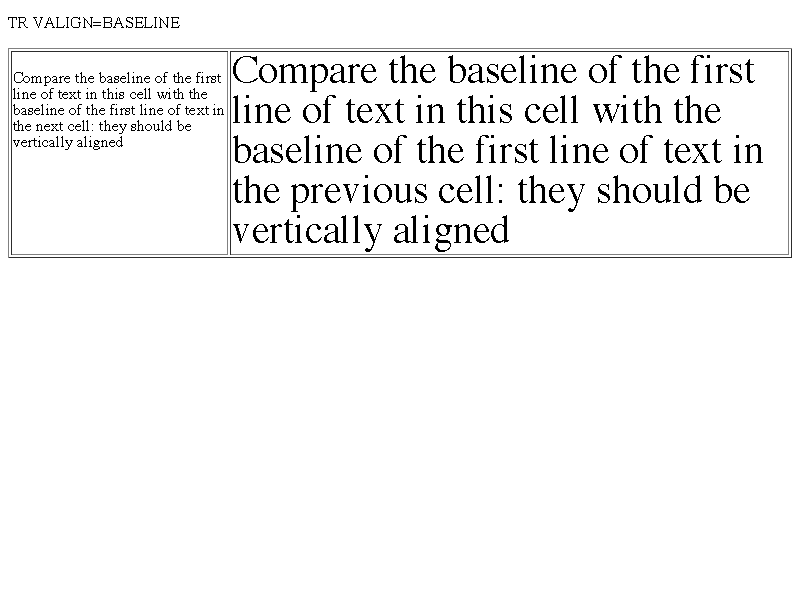 TR VALIGN=BASELINE
Compare the baseline of the first
line of text in this cell with the
baseline of the first line of text in
the next cell: they should be
vertically aligned
Compare the baseline of the first
line of text in this cell with the
baseline of the first line of text in
the previous cell: they should be
vertically aligned